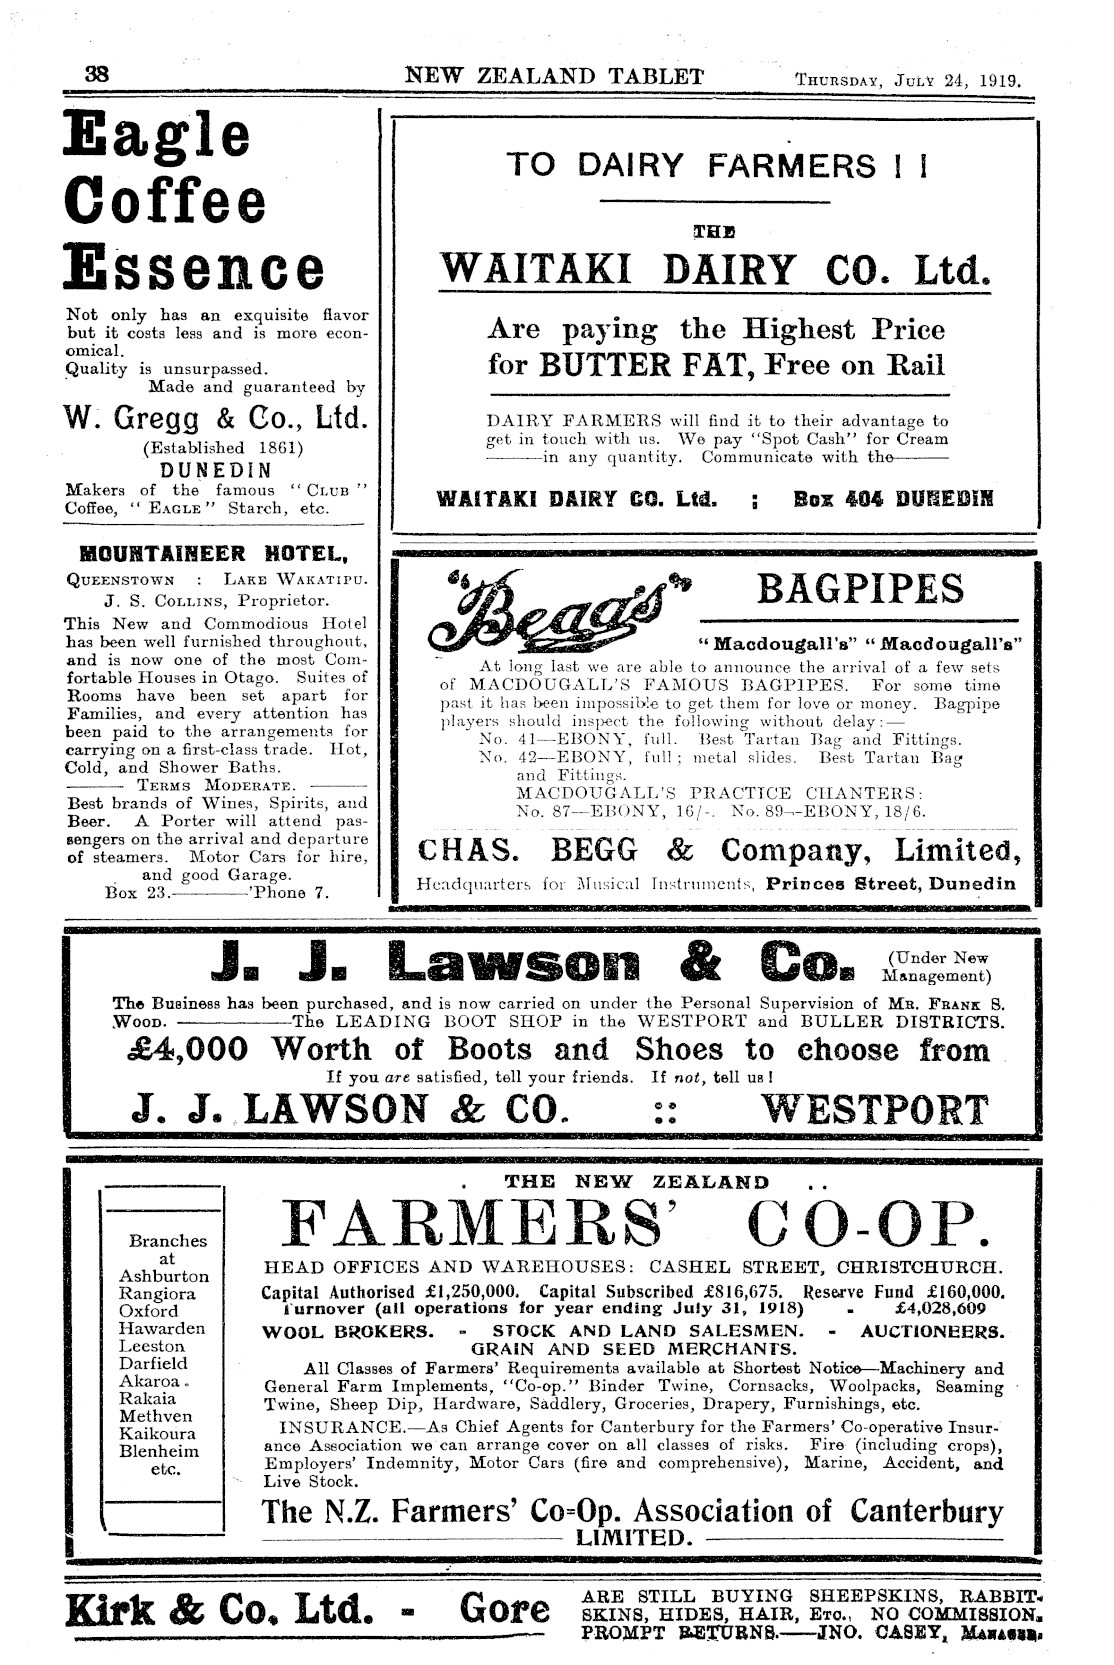 38
NEW ZEALAND TABLET
THURSDAY, JULY 24, 1919.
Eagle
Coffee
Essence
Not only has an exquisite flavor
but it costs less and is more econ-
omical.
Quality is unsurpassed.
Made and guaranteed by
W. Gregg & Co., Ltd.
(Established 1861)
DUNEDIN
Makers of the famous "CLUB"
Coffee, "EAGLE" Starch, etc.
MOUNTAINEER HOTEL,
QUEENSTOWN : LAKE WAKATIPU.
J. S. COLLINS, Proprietor.
This New and Commodious Hotel
has been well furnished throughout,
and is now one of the most Com-
fortable Houses in Otago. Suites of
Rooms have been set apart for
Families, and every attention has
been paid to the arrangements for
carrying on a first-class trade. Hot,
Cold, and Shower Baths.
TERMS MODERATE.
Best brands of Wines, Spirits, and
Beer. A Porter will attend pas-
sengers on the arrival and departure
of steamers. Motor Cars for hire,
and good Garage.
Box 23.———'Phone 7.
TO DAIRY FARMERS ! !
THE
WAITAKI DAIRY CO. Ltd.
Are paying the Highest Price
for BUTTER FAT, Free on Rail
DAIRY FARMERS will find it to their advantage to
get in touch with us. We pay "Spot Cash" for Cream
———in any quantity. Communicate with the———
WAITAKI DAIRY CO. Ltd. : Box 404 DUNEDIN
"Begg's"
BAGPIPES
"Macdougall's" "Macdougall's"
At long last we are able to announce the arrival of a few sets
of MACDOUGALL'S FAMOUS BAGPIPES. For some time
past it has been impossible to get them for love or money. Bagpipe
players should inspect the following without delay:—
No. 41—EBONY, full. Best Tartan Bag and Fittings.
No. 42—EBONY, full; metal slides. Best Tartan Bag
and Fittings.
MACDOUGALL'S PRACTICE CHANTERS:
No. 87—EBONY, 16/-. No. 89—EBONY, 18/6.
CHAS. BEGG & Company, Limited,
Headquarters for Musical Instruments, Princes Street, Dunedin
J. J. Lawson & Co.
(Under New
Management)
The Business has been purchased, and is now carried on under the Personal Supervision of MR. FRANK S.
WOOD. ————The LEADING BOOT SHOP in the WESTPORT and BULLER DISTRICTS.
£4,000 Worth of Boots and Shoes to choose from
If you are satisfied, tell your friends. If not, tell us!
J. J. LAWSON & CO. :: WESTPORT
Branches
at
Ashburton
Rangiora
Oxford
Hawarden
Leeston
Darfield
Akaroa
Rakaia
Methven
Kaikoura
Blenheim
etc.
. THE NEW ZEALAND ..
FARMERS' CO-OP.
HEAD OFFICES AND WAREHOUSES: CASHEL STREET, CHRISTCHURCH.
Capital Authorised £1,250,000. Capital Subscribed £816,675. Reserve Fund £160,000.
Turnover (all operations for year ending July 31, 1918) - £4,028,609
WOOL BROKERS. - STOCK AND LAND SALESMEN. - AUCTIONEERS.
GRAIN AND SEED MERCHANTS.
All Classes of Farmers' Requirements available at Shortest Notice—Machinery and
General Farm Implements, "Co-op." Binder Twine, Cornsacks, Woolpacks, Seaming
Twine, Sheep Dip, Hardware, Saddlery, Groceries, Drapery, Furnishings, etc.
INSURANCE.—As Chief Agents for Canterbury for the Farmers' Co-operative Insur-
ance Association we can arrange cover on all classes of risks. Fire (including crops),
Employers' Indemnity, Motor Cars (fire and comprehensive), Marine, Accident, and
Live Stock.
The N.Z. Farmers' Co-Op. Association of Canterbury
LIMITED.
Kirk & Co. Ltd. - Gore
ARE STILL BUYING SHEEPSKINS, RABBIT-
SKINS, HIDES, HAIR, ETC., NO COMMISSION.
PROMPT RETURNS.——JNO. CASEY, MANAGER.